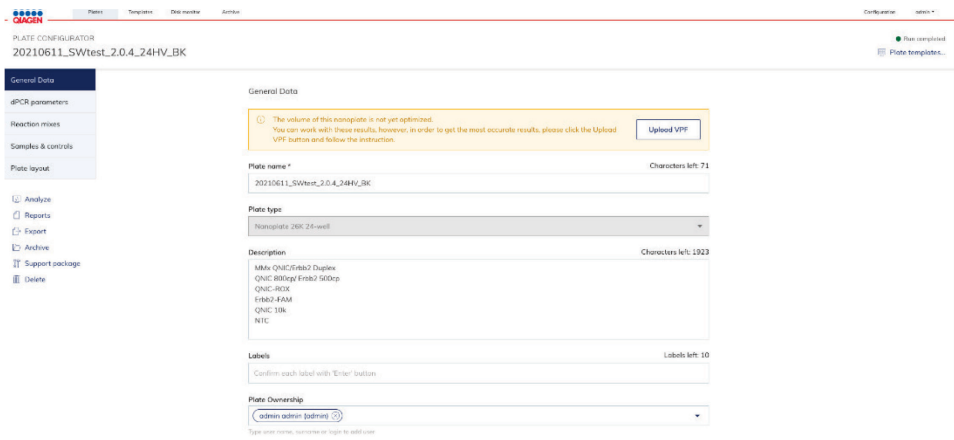 QIAGEN
Plates Templates Disk monitor Archive Configuration admin
PLATE CONFIGURATOR
20210611_SWtest_2.0.4_24HV_BK
Run completed
Plate templates...
General Data
dPCR parameters
Reaction mixes
Samples & controls
Plate layout
Analyze
Reports
Export
Archive
Support package
Delete
General Data
The volume of this nanoplate is not yet optimized.
You can work with these results, however, in order to get the most accurate results, please click the Upload
VPF button and follow the instruction.
Upload VPF
Plate name * Characters left: 71
20210611_SWtest_2.0.4_24HV_BK
Plate type
Nanoplate 26K 24-well
Description Characters left: 1923
MMx QNIC/Erbb2 Duplex
QNIC 800cp/ Erbb2 500cp
QNIC-ROX
Erbb2-FAM
QNIC 10k
NTC
Labels Labels left: 10
Confirm each label with 'Enter' button
Plate Ownership
admin admin (admin)
Type user name, surname or login to add user